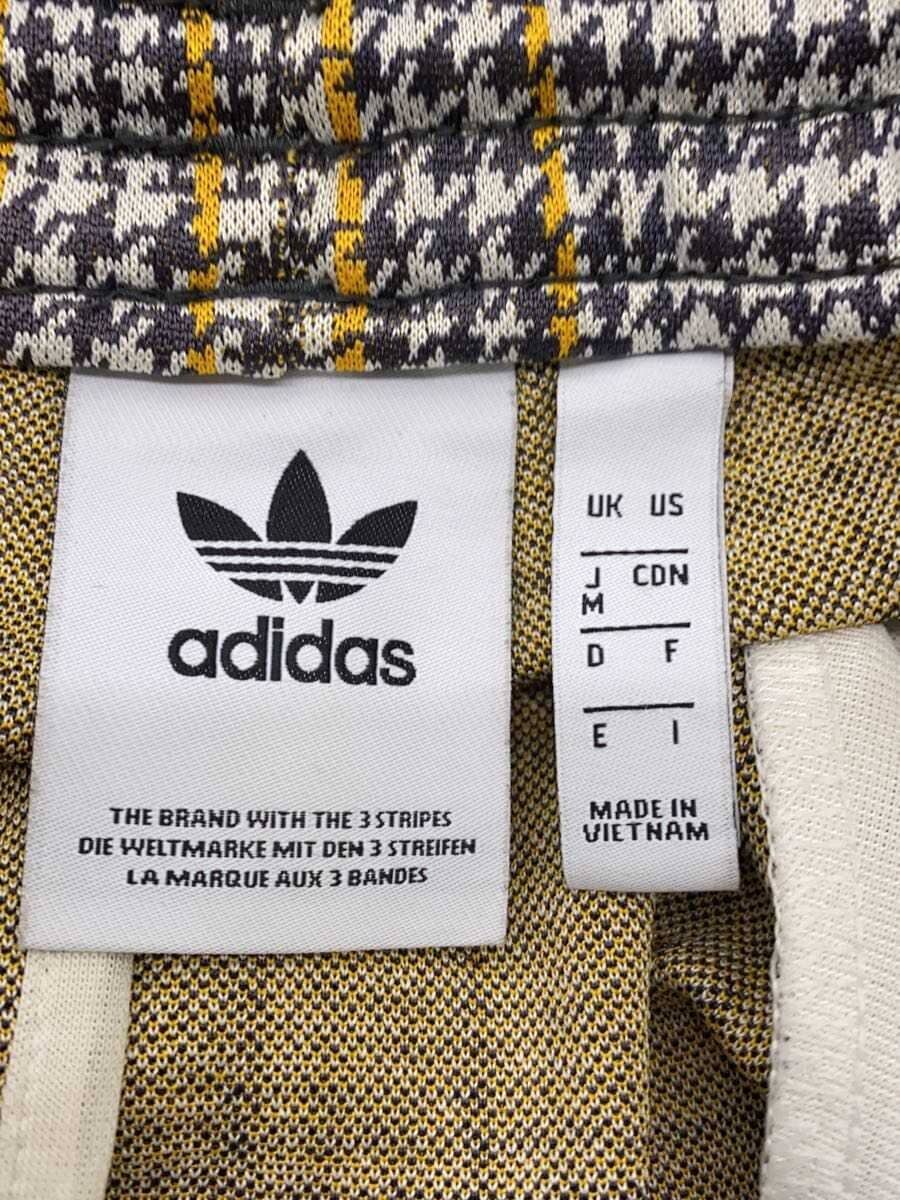 adidas
THE BRAND WITH THE 3 STRIPES
DIE WELTMARKE MIT DEN 3 STREIFEN
LA MARQUE AUX 3 BANDES
UK US
J CDN
M
D F
E I
MADE IN
VIETNAM